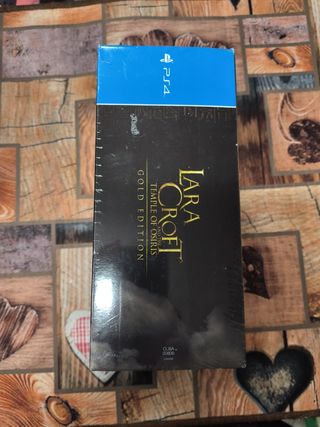 PS4
LARA
CROFT
TEMPLE OF OSIRIS
GOLD EDITION